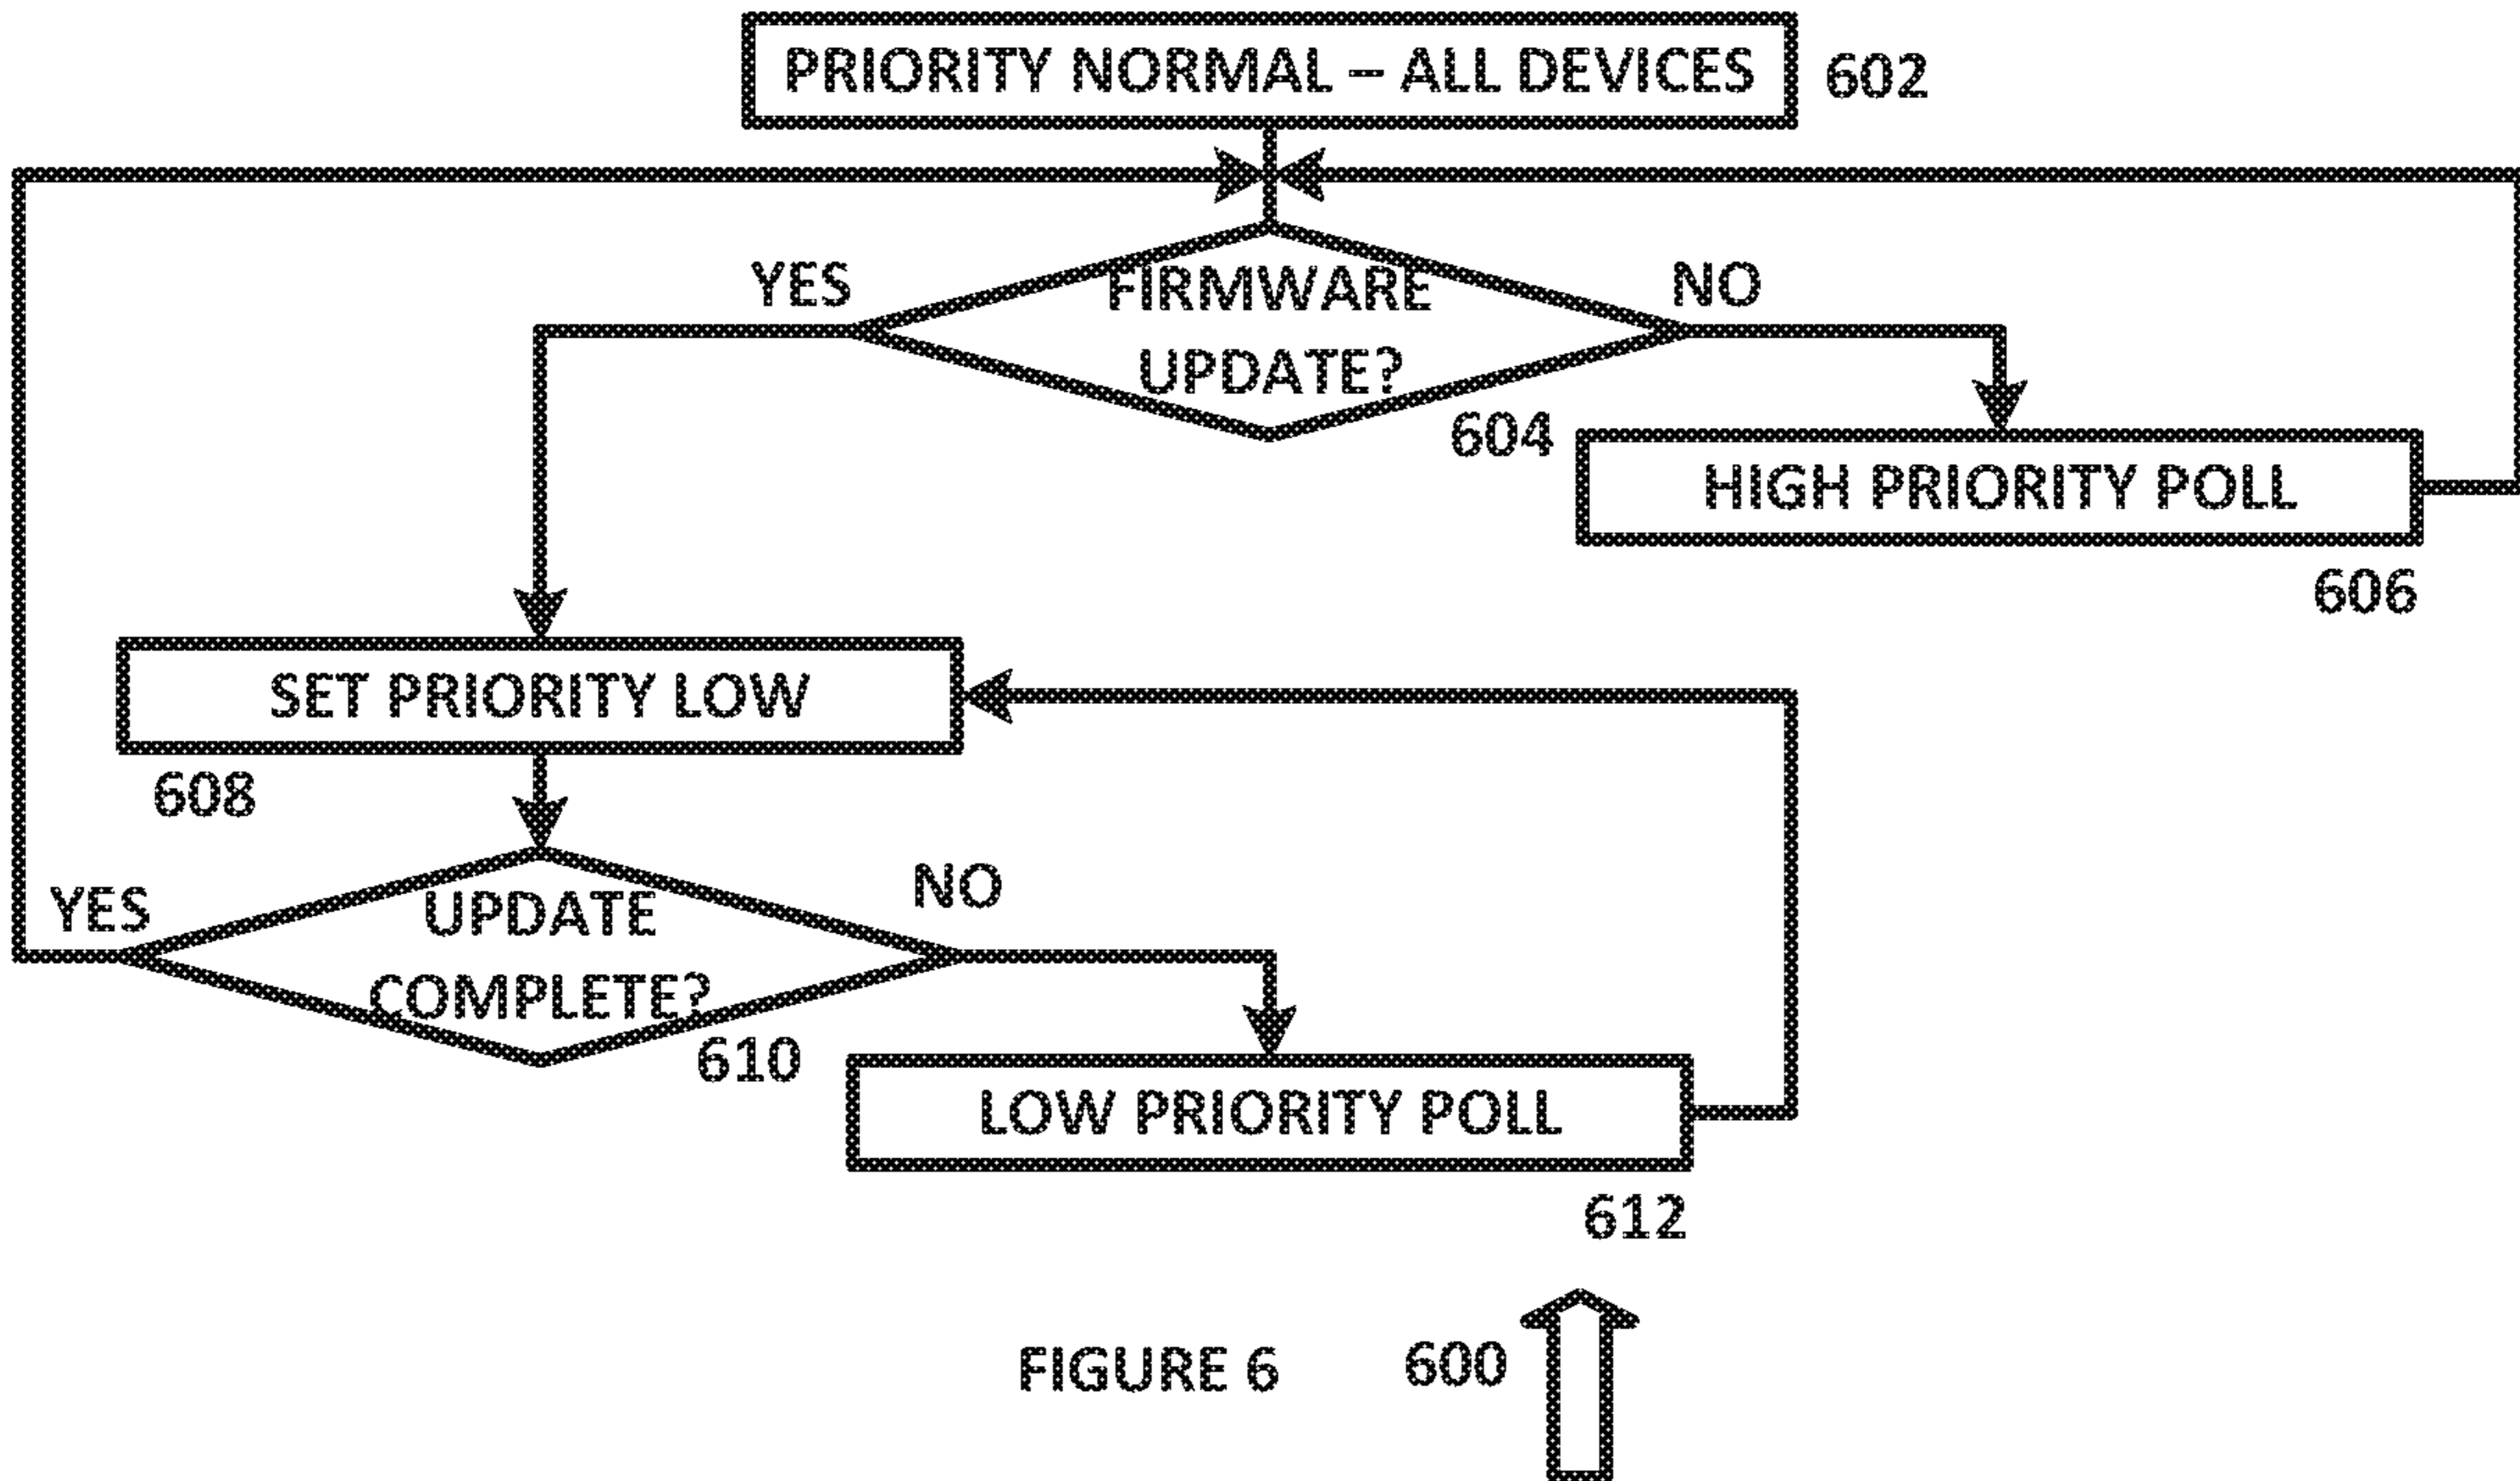 PRIORITY NORMAL – ALL DEVICES
602
YES
FIRMWARE
UPDATE?
NO
604
HIGH PRIORITY POLL
606
SET PRIORITY LOW
608
YES
UPDATE
COMPLETE?
NO
610
LOW PRIORITY POLL
612
FIGURE 6
600